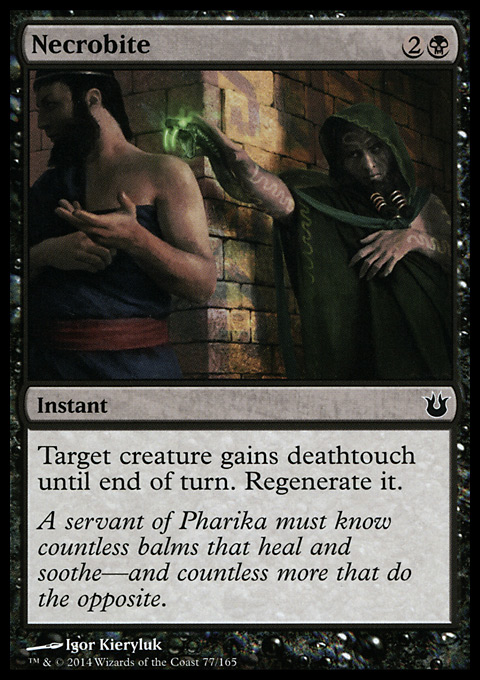 Necrobite 2
Instant
Target creature gains deathtouch
until end of turn. Regenerate it.
A servant of Pharika must know
countless balms that heal and
soothe—and countless more that do
the opposite.
Igor Kieryluk
™ & © 2014 Wizards of the Coast 77/165